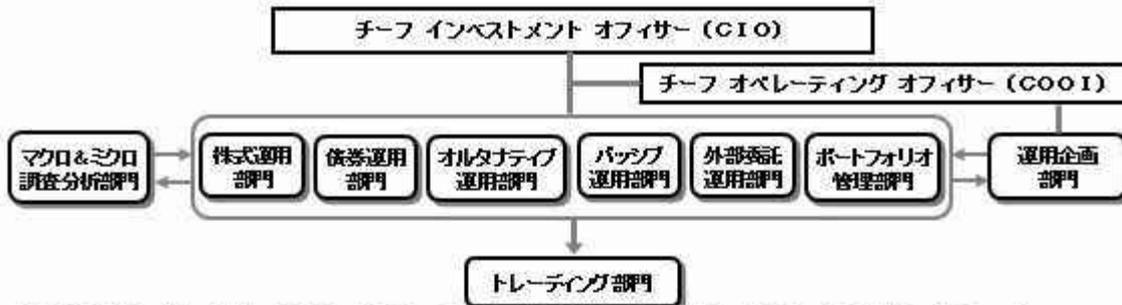 チーフ インベストメント オフィサー（CIO）
チーフ オペレーティング オフィサー（COOI）
マクロ＆ミクロ
調査分析部門
株式運用
部門
債券運用
部門
オルタナティブ
運用部門
パッシブ
運用部門
外部委託
運用部門
ポートフォリオ
管理部門
運用企画
部門
トレーディング部門